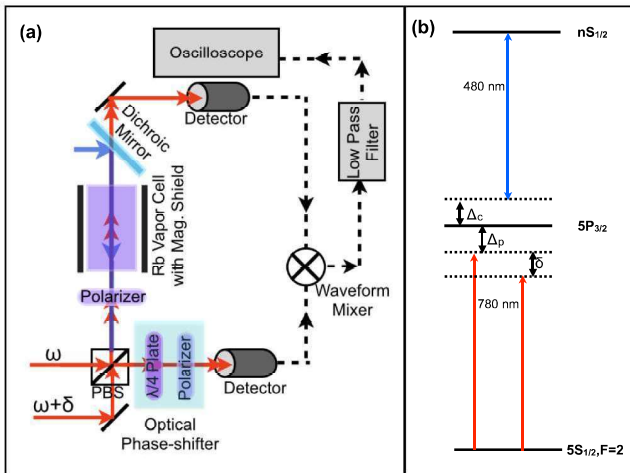 (a)
Oscilloscope
Detector
Dichroic
Mirror
Low Pass
Filter
Rb Vapor Cell
with Mag. Shield
Polarizer
Waveform
Mixer
ω
PBS
λ/4 Plate
Polarizer
Detector
ω+δ
Optical
Phase-shifter
(b)
nS1/2
480 nm
Δc
5P3/2
Δp
δ
780 nm
5S1/2,F=2